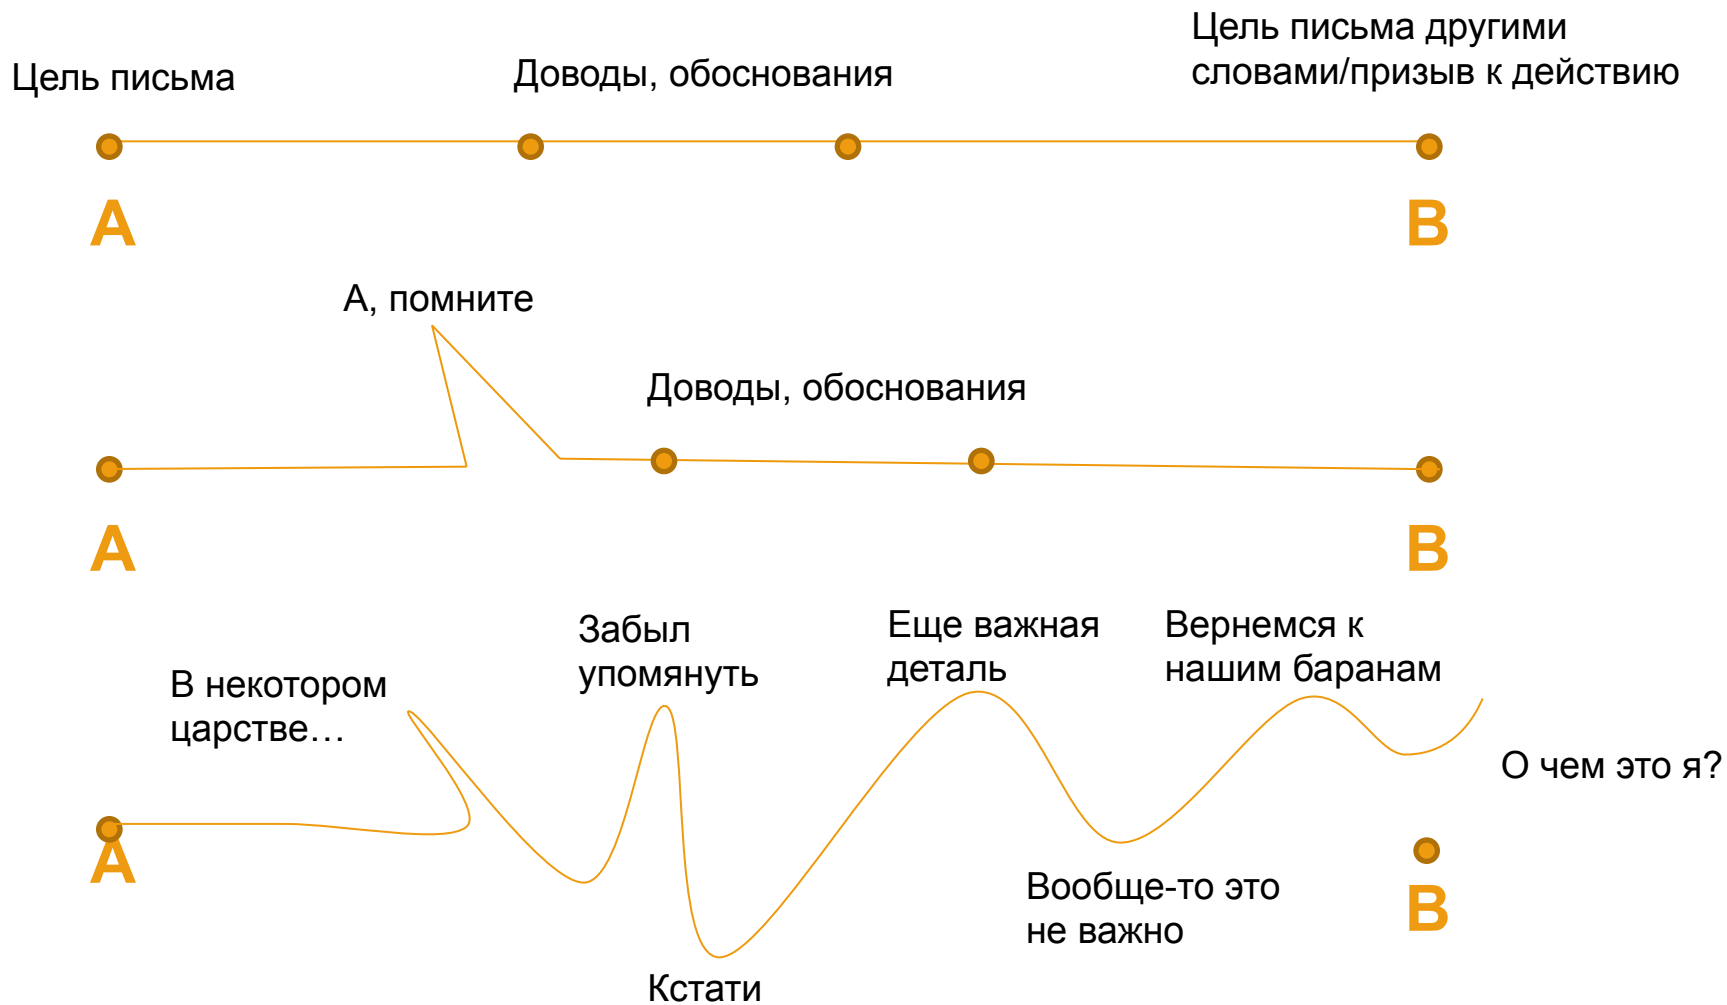 Цель письма
Доводы, обоснования
Цель письма другими
словами/призыв к действию
A
B
А, помните
Доводы, обоснования
A
B
В некотором
царстве…
Забыл
упомянуть
Еще важная
деталь
Вернемся к
нашим баранам
О чем это я?
A
Вообще-то это
не важно
B
Кстати